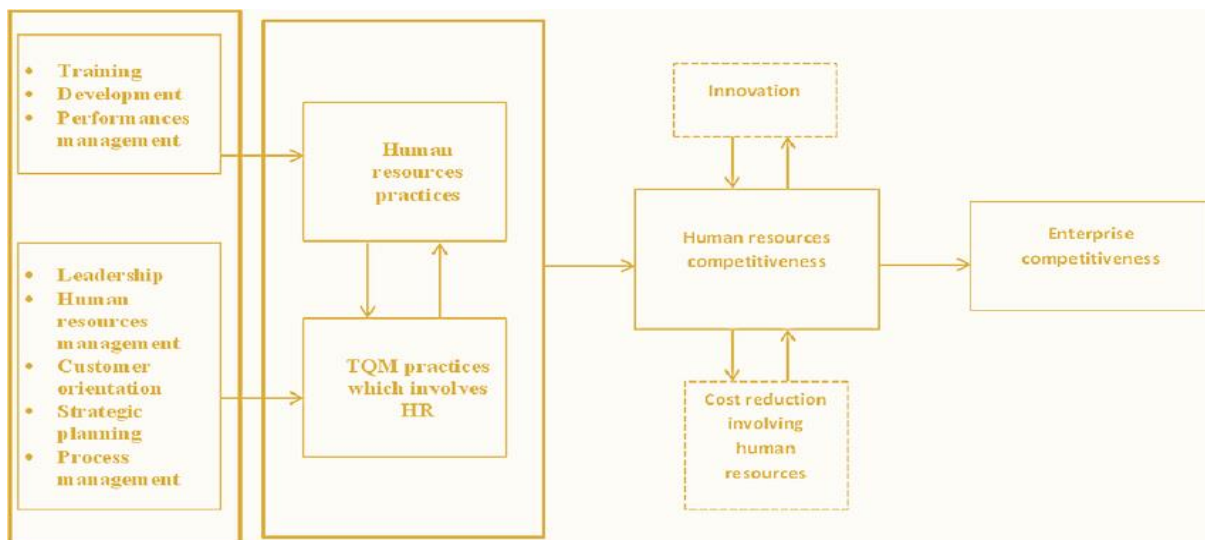 • Training
• Development
• Performances
management
• Leadership
• Human
resources
management
• Customer
orientation
• Strategic
planning
• Process
management
Human
resources
practices
TQM practices
which involves
HR
Innovation
Human resources
competitiveness
Cost reduction
involving
human
resources
Enterprise
competitiveness